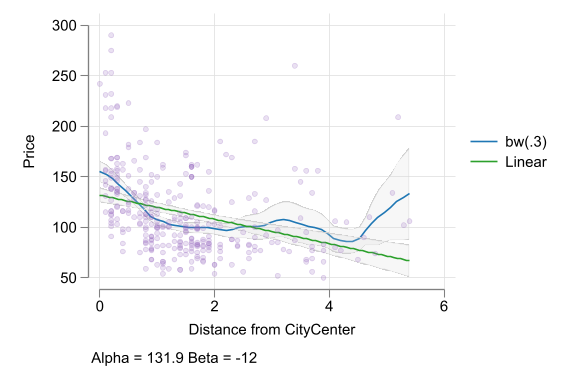 300
250
200
150
100
50
Price
0
2
4
6
Distance from CityCenter
bw(.3)
Linear
Alpha = 131.9 Beta = -12